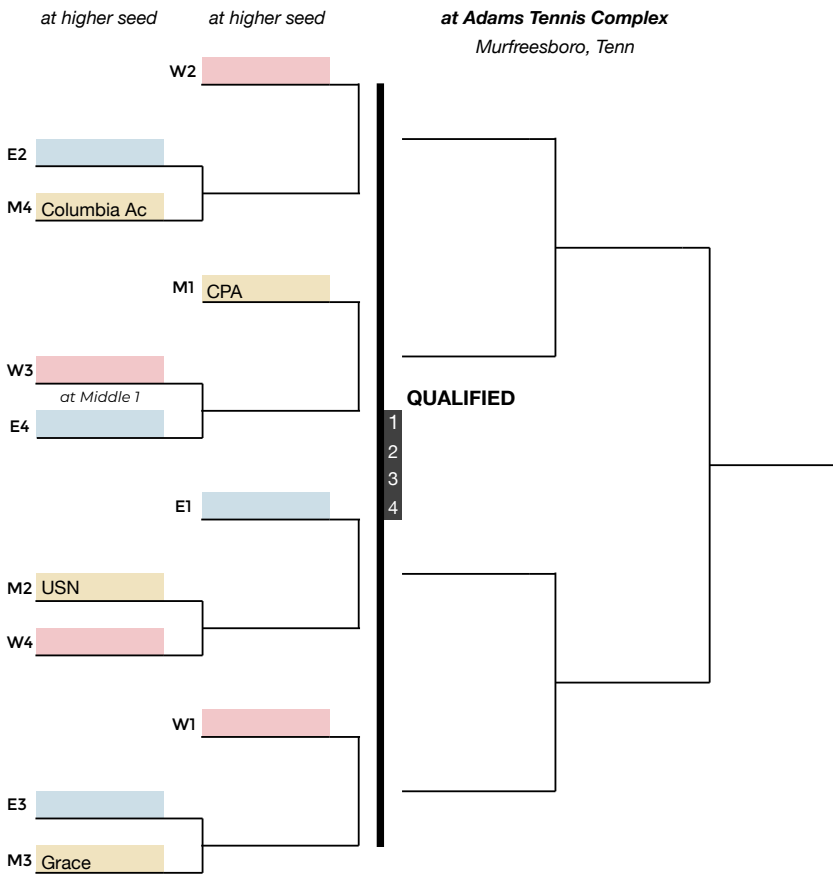 at higher seed
at higher seed
at Adams Tennis Complex
Murfreesboro, Tenn
W2
E2
M4 Columbia Ac
M1 CPA
W3
at Middle 1
E4
QUALIFIED
1
2
3
4
E1
M2 USN
W4
W1
E3
M3 Grace